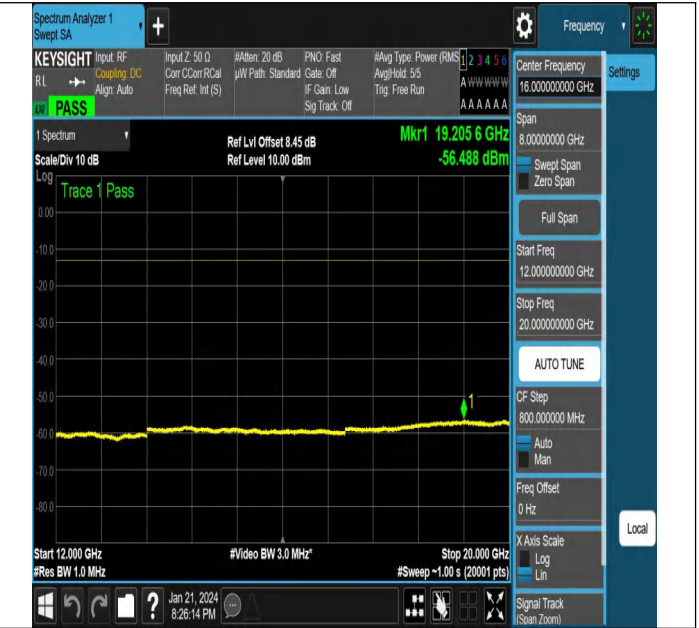 Spectrum Analyzer 1
Swept SA
+
Frequency
KEYSIGHT
RL
LXI PASS
Input: RF
Coupling: DC
Align: Auto
Input Z: 50 Ω
Corr CCorr RCal
Freq Ref: Int (S)
#Atten: 20 dB
µW Path: Standard
PNO: Fast
Gate: Off
IF Gain: Low
Sig Track: Off
#Avg Type: Power (RMS
Avg|Hold: 5/5
Trig: Free Run
1 2 3 4 5 6
A W W W W W
A A A A A A
1 Spectrum
Scale/Div 10 dB
Ref Lvl Offset 8.45 dB
Ref Level 10.00 dBm
Mkr1 19.205 6 GHz
-56.488 dBm
Log
Trace 1 Pass
0.00
-10.0
-20.0
-30.0
-40.0
-50.0
-60.0
-70.0
-80.0
1
Start 12.000 GHz
#Res BW 1.0 MHz
#Video BW 3.0 MHz*
Stop 20.000 GHz
#Sweep ~1.00 s (20001 pts)
Center Frequency
16.000000000 GHz
Settings
Span
8.00000000 GHz
Swept Span
Zero Span
Full Span
Start Freq
12.000000000 GHz
Stop Freq
20.000000000 GHz
AUTO TUNE
CF Step
800.000000 MHz
Auto
Man
Freq Offset
0 Hz
X Axis Scale
Log
Lin
Local
Signal Track
(Span Zoom)
?
Jan 21, 2024
8:26:14 PM